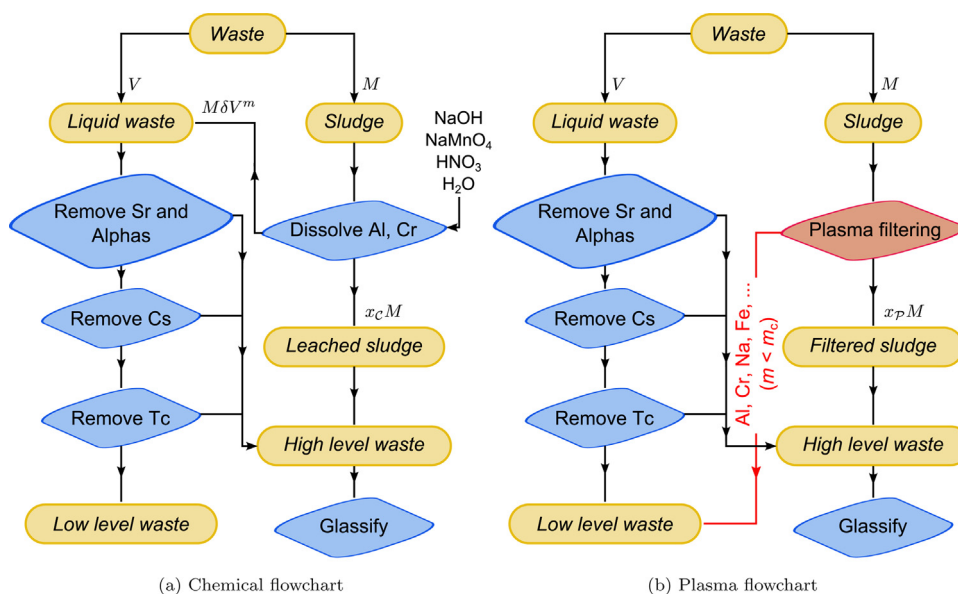 Waste
V
M
Liquid waste
MδV^m
Sludge
NaOH
NaMnO₄
HNO₃
H₂O
Remove Sr and
Alphas
Dissolve Al, Cr
Remove Cs
x_C M
Leached sludge
Remove Tc
High level waste
Low level waste
Glassify
(a) Chemical flowchart
Waste
V
M
Liquid waste
Sludge
Remove Sr and
Alphas
Plasma filtering
Remove Cs
x_P M
Filtered sludge
Al, Cr, Na, Fe, ...
(m < m_c)
Remove Tc
High level waste
Low level waste
Glassify
(b) Plasma flowchart